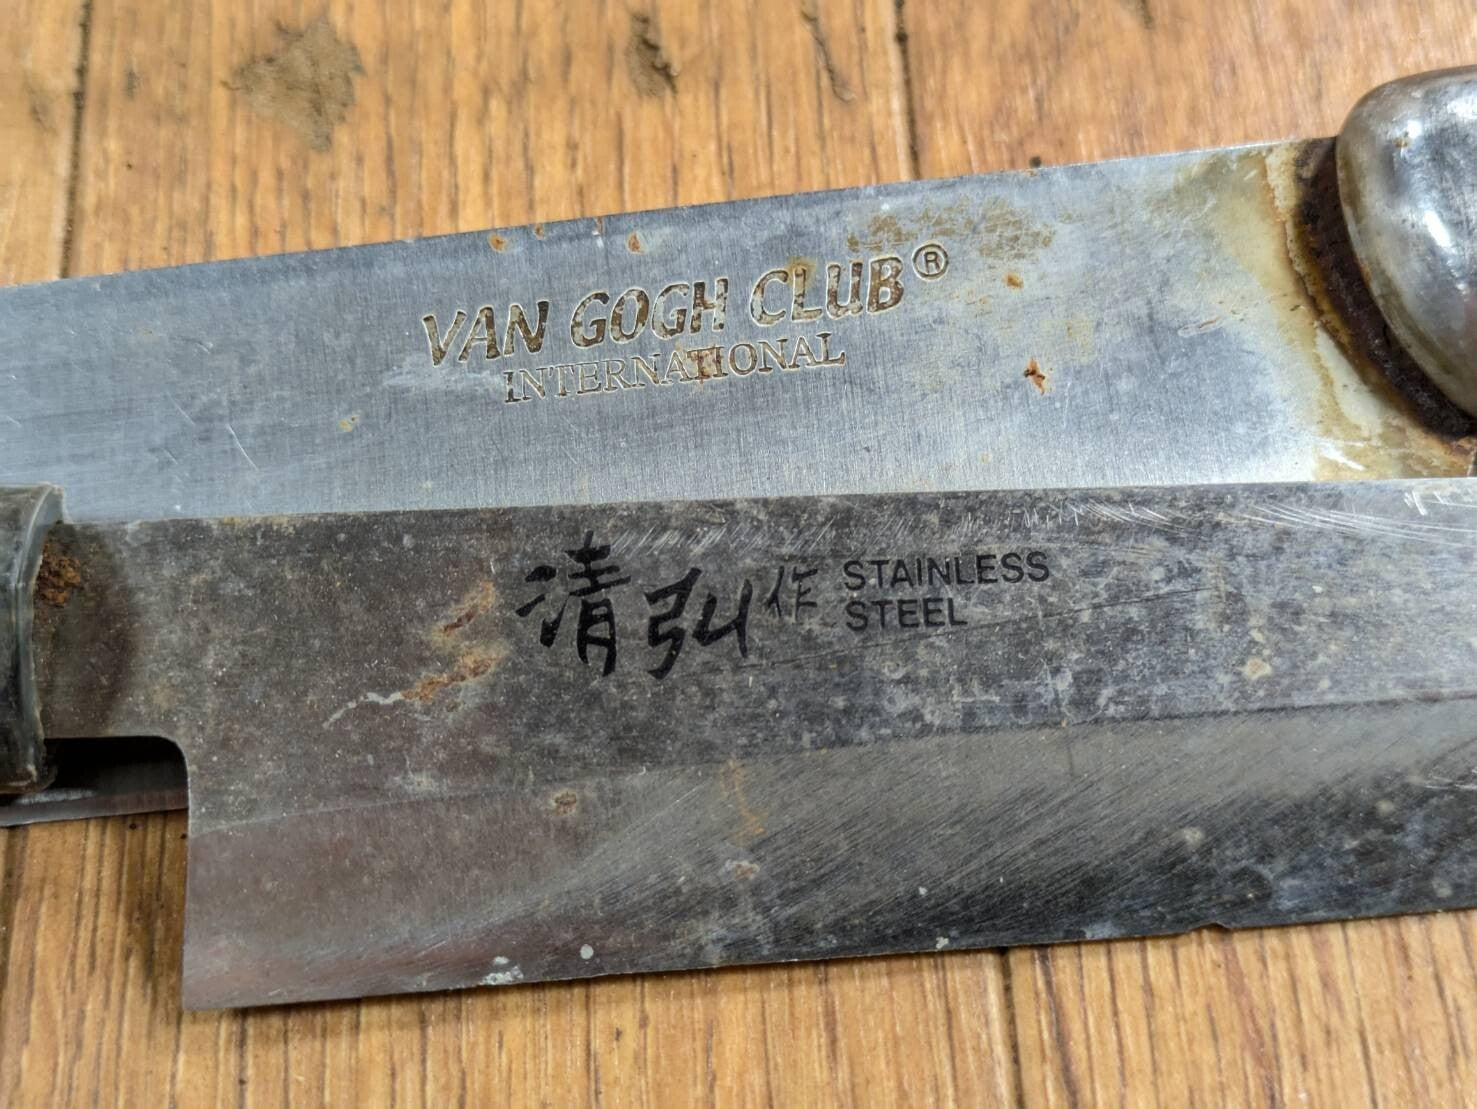 VAN GOGH CLUB®
INTERNATIONAL
清弘作 STAINLESS
STEEL